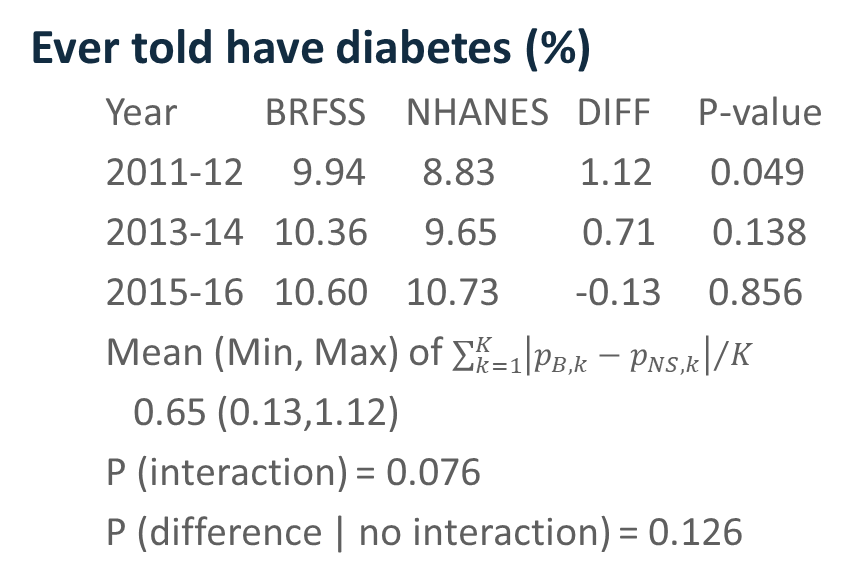 Ever told have diabetes (%)
Year BRFSS NHANES DIFF P-value
2011-12 9.94 8.83 1.12 0.049
2013-14 10.36 9.65 0.71 0.138
2015-16 10.60 10.73 -0.13 0.856
Mean (Min, Max) of ∑ᴷₖ₌₁|p_{B,k} − p_{NS,k}|/K
0.65 (0.13,1.12)
P (interaction) = 0.076
P (difference | no interaction) = 0.126